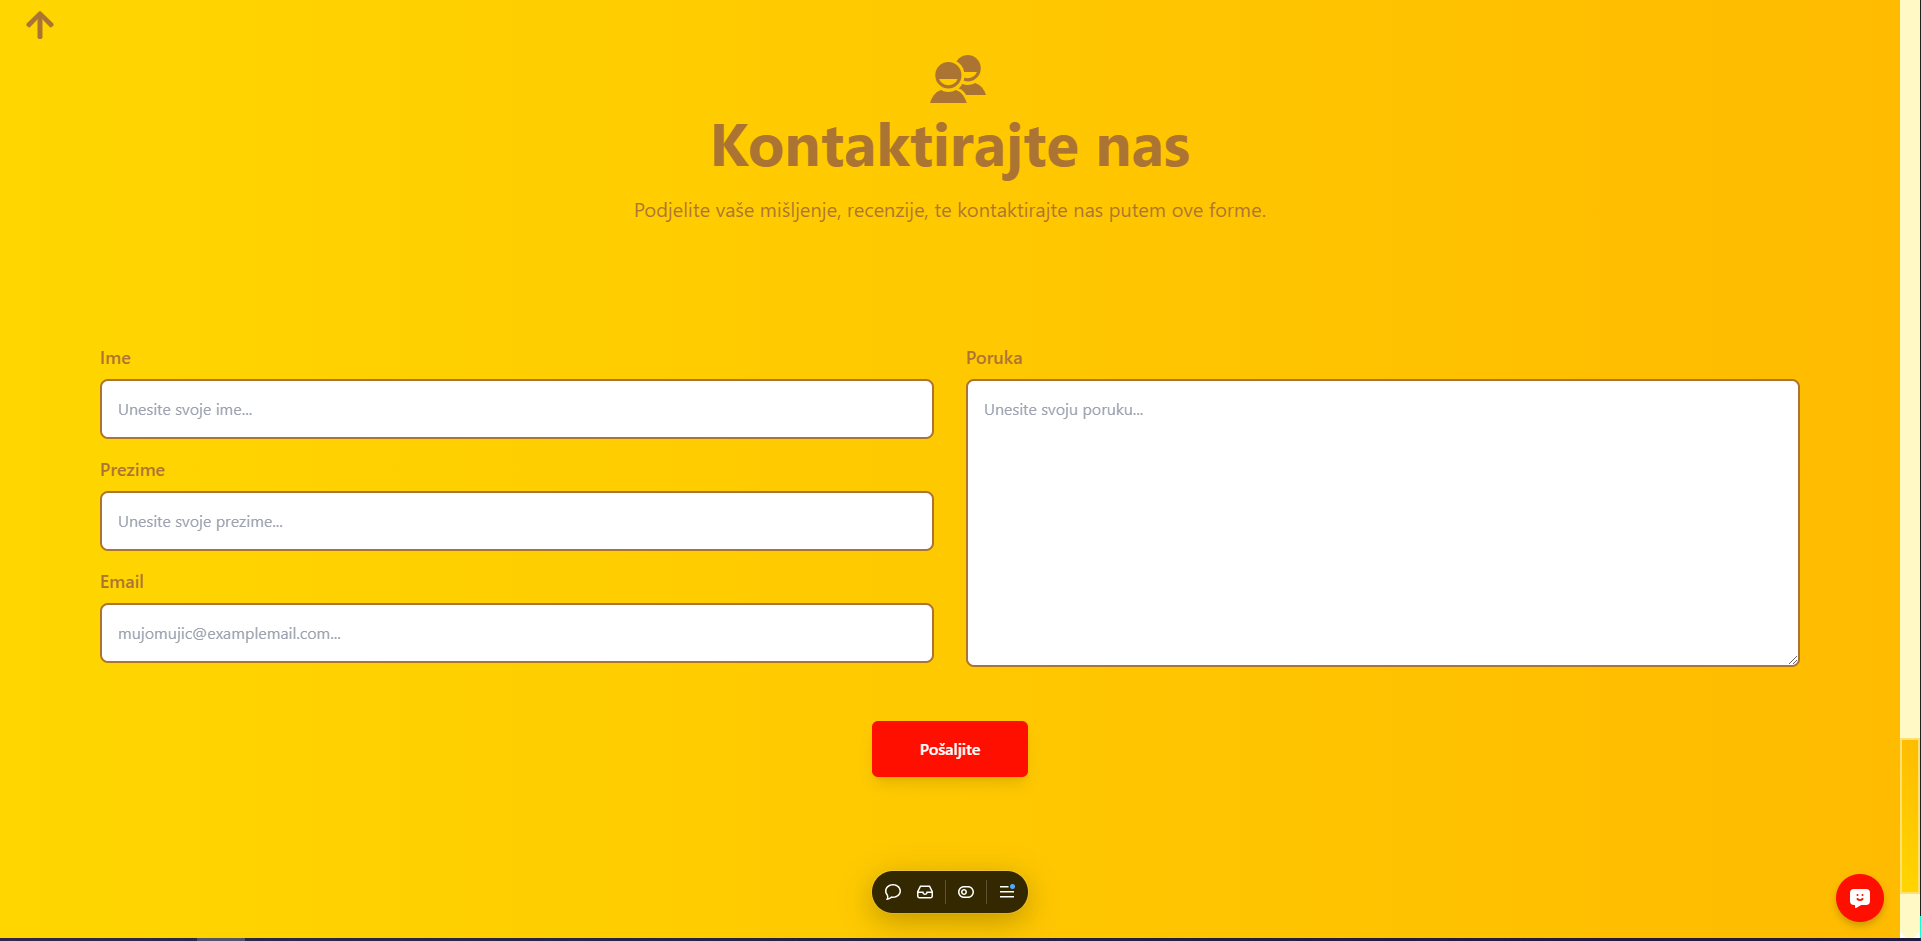 Kontaktirajte nas
Podjelite vaše mišljenje, recenzije, te kontaktirajte nas putem ove forme.
Ime
Unesite svoje ime...
Prezime
Unesite svoje prezime...
Email
mujomujic@examplemail.com...
Poruka
Unesite svoju poruku...
Pošaljite